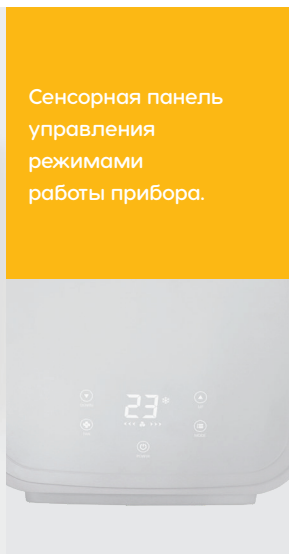 Сенсорная панель
управления
режимами
работы прибора.
23